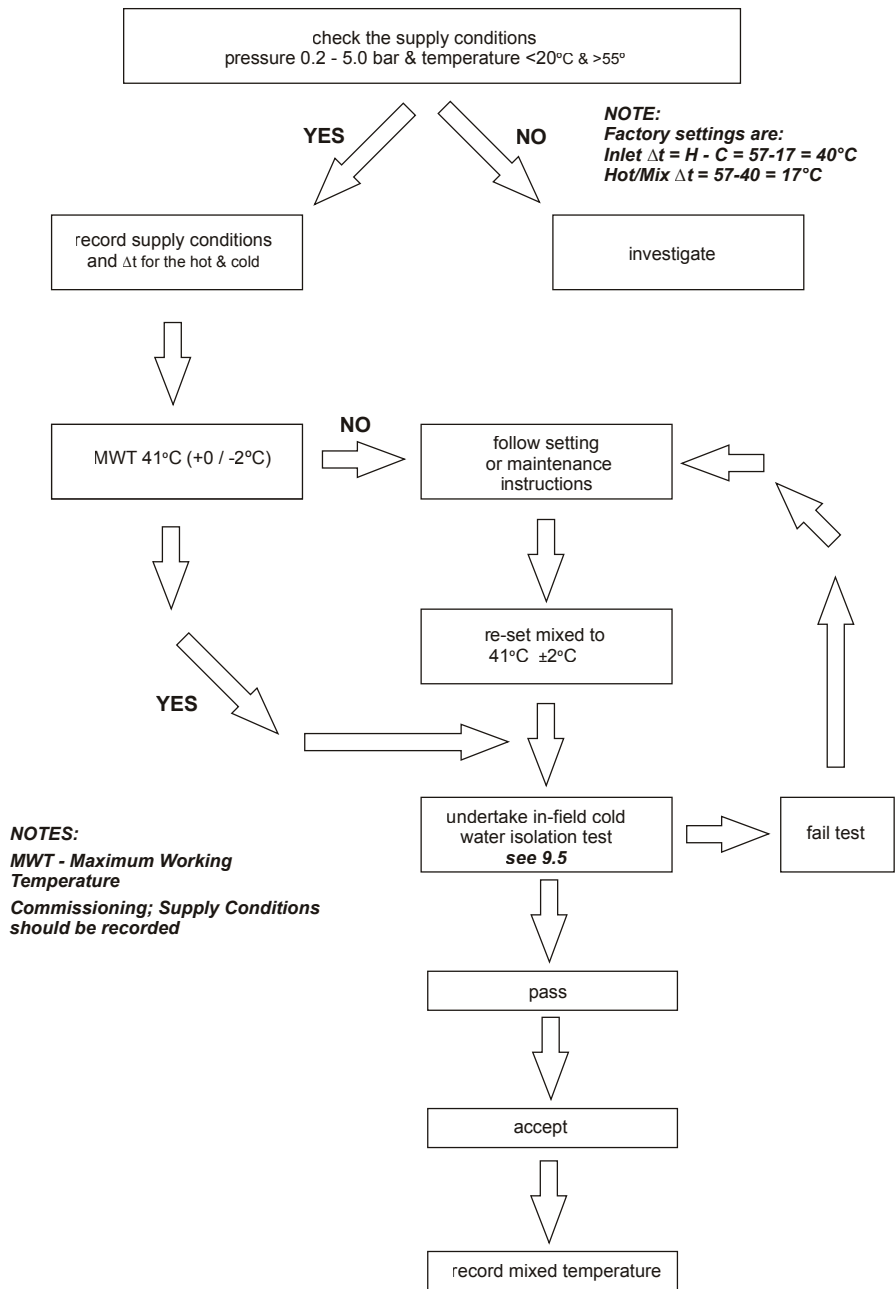 check the supply conditions
pressure 0.2 - 5.0 bar & temperature <20°C & >55º
YES
NO
NOTE:
Factory settings are:
Inlet ∆t = H - C = 57-17 = 40°C
Hot/Mix ∆t = 57-40 = 17°C
record supply conditions
and ∆t for the hot & cold
investigate
MWT 41°C (+0 / -2ºC)
NO
follow setting
or maintenance
instructions
re-set mixed to
41°C ±2°C
YES
undertake in-field cold
water isolation test
see 9.5
fail test
NOTES:
MWT - Maximum Working
Temperature
Commissioning; Supply Conditions
should be recorded
pass
accept
record mixed temperature